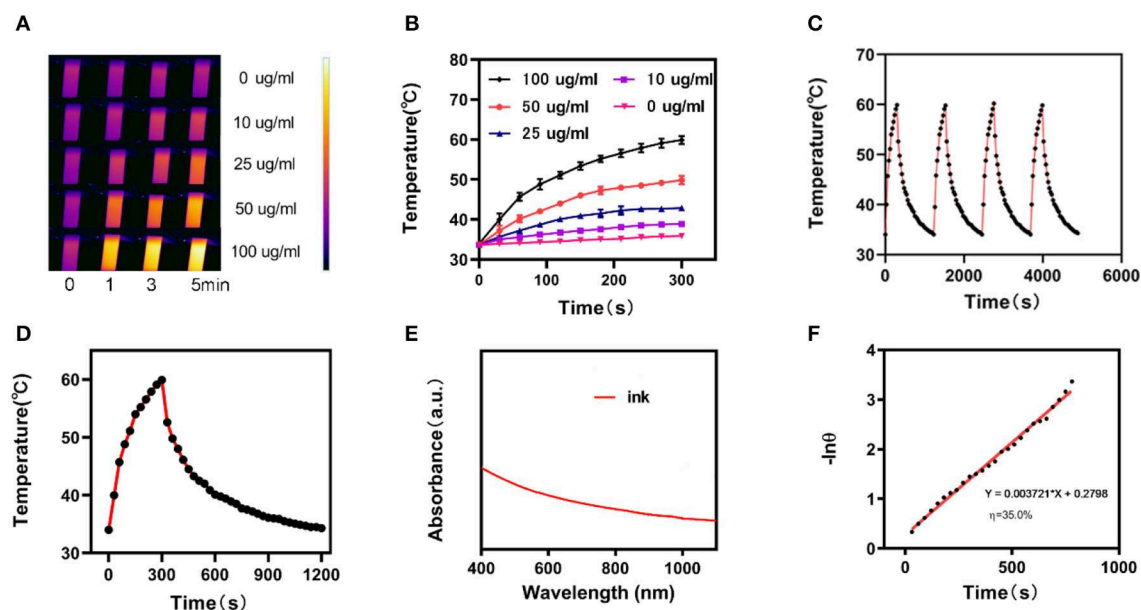 A
0 ug/ml
10 ug/ml
25 ug/ml
50 ug/ml
100 ug/ml
0 1 3 5min
B
Temperature(℃)
80
70
60
50
40
30
100 ug/ml
50 ug/ml
25 ug/ml
10 ug/ml
0 ug/ml
0 100 200 300
Time(s)
C
Temperature(℃)
70
60
50
40
30
0 2000 4000 6000
Time(s)
D
Temperature(℃)
60
50
40
30
0 300 600 900 1200
Time(s)
E
Absorbance(a.u.)
ink
400 600 800 1000
Wavelength (nm)
F
-lnθ
4
3
2
1
0
Y = 0.003721*X + 0.2798
η=35.0%
0 500 1000
Time(s)